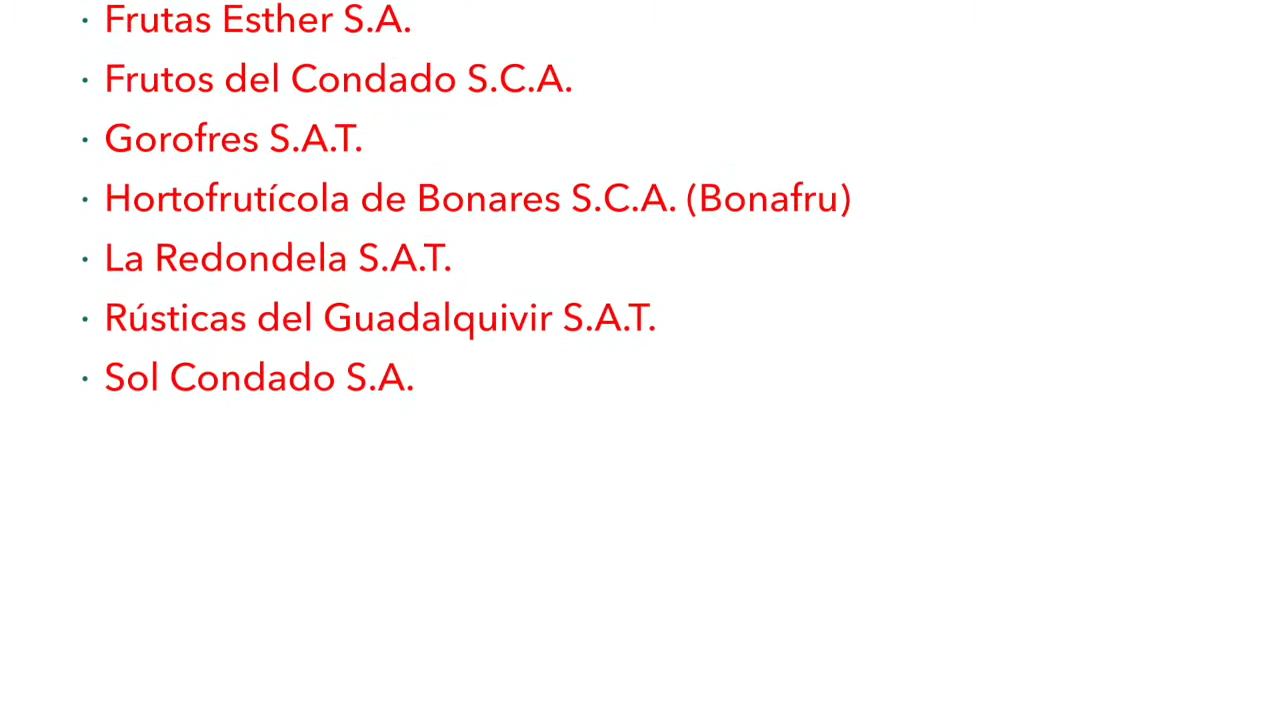 · Frutas Esther S.A.
· Frutos del Condado S.C.A.
· Gorofres S.A.T.
· Hortofrutícola de Bonares S.C.A. (Bonafru)
· La Redondela S.A.T.
· Rústicas del Guadalquivir S.A.T.
· Sol Condado S.A.